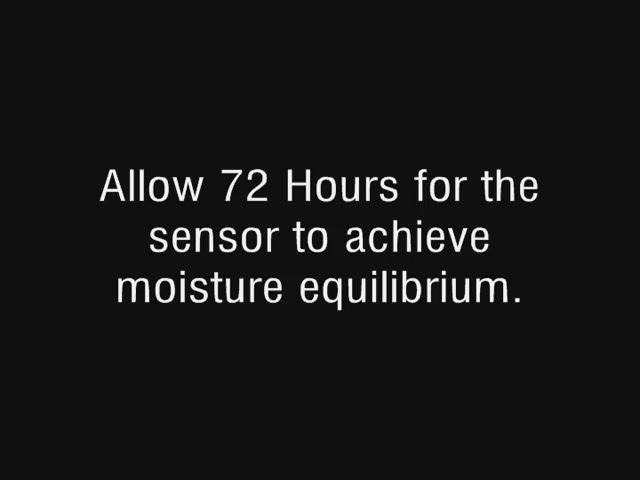 Allow 72 Hours for the
sensor to achieve
moisture equilibrium.